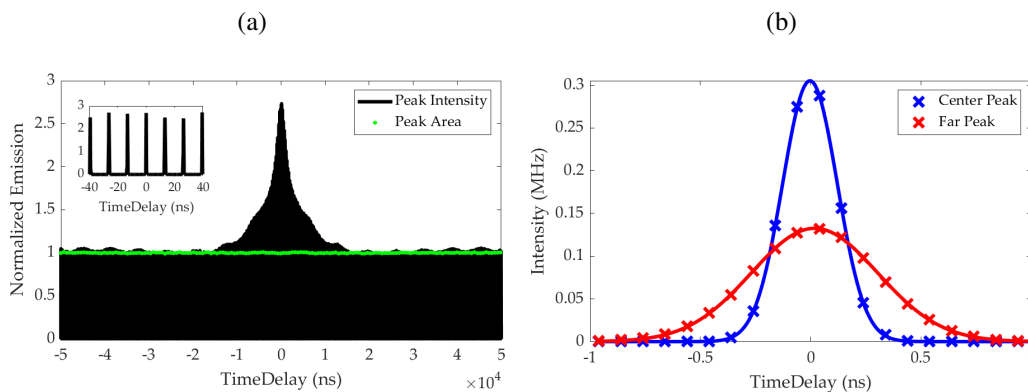 (a)
(b)
Normalized Emission
3
2.5
2
1.5
1
0.5
0
-5 -4 -3 -2 -1 0 1 2 3 4 5
TimeDelay (ns)
×10⁴
Peak Intensity
Peak Area
3
2
1
0
-40 -20 0 20 40
TimeDelay (ns)
Intensity (MHz)
0.3
0.25
0.2
0.15
0.1
0.05
0
-1 -0.5 0 0.5
TimeDelay (ns)
Center Peak
Far Peak